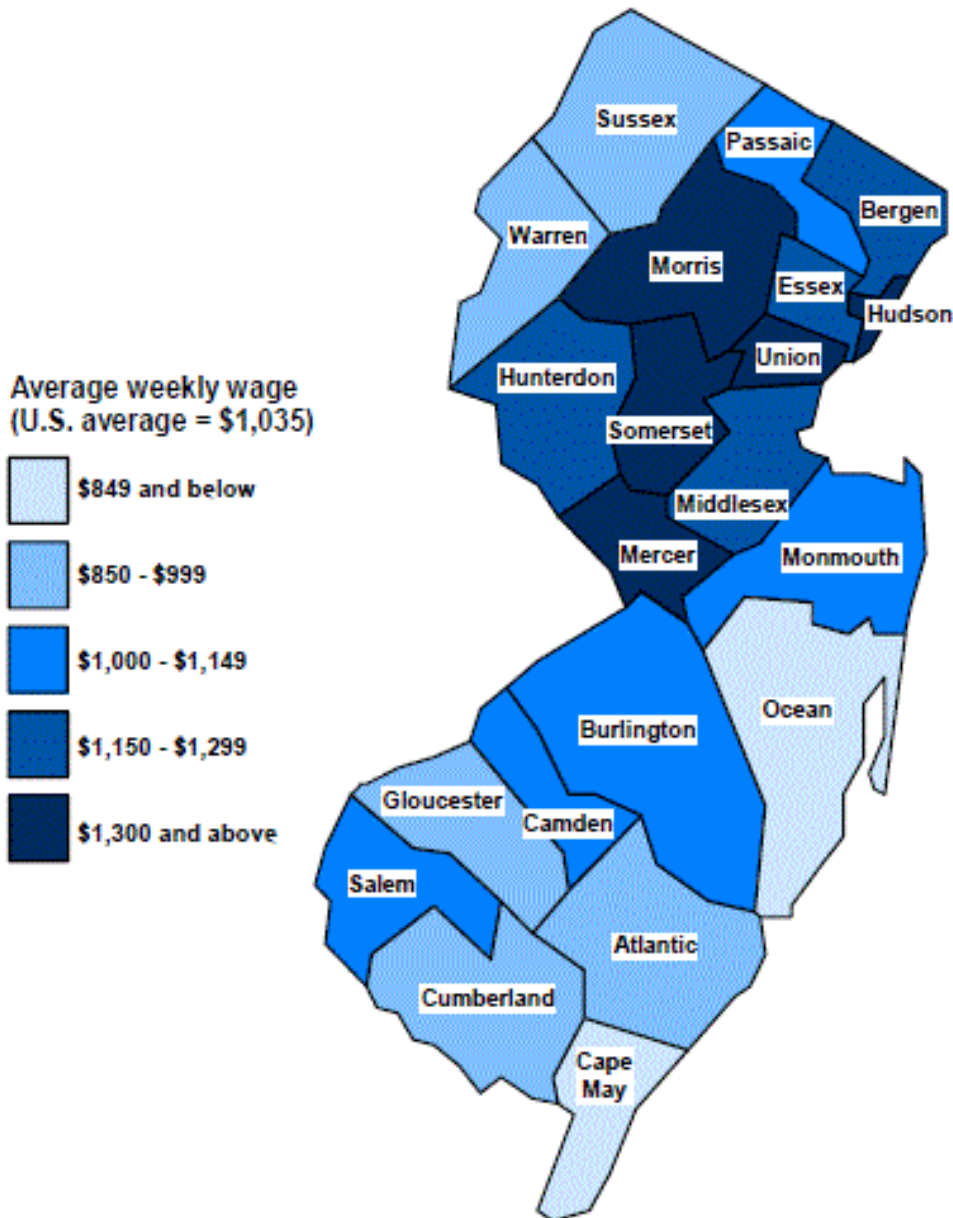 Sussex
Passaic
Bergen
Warren
Morris
Essex
Hudson
Union
Hunterdon
Somerset
Middlesex
Mercer
Monmouth
Average weekly wage
(U.S. average = $1,035)
$849 and below
$850 - $999
$1,000 - $1,149
$1,150 - $1,299
$1,300 and above
Ocean
Burlington
Gloucester
Camden
Salem
Atlantic
Cumberland
Cape
May